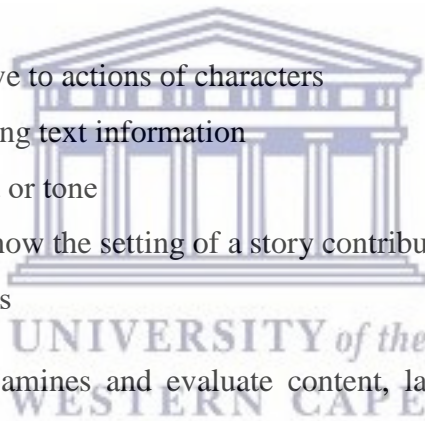 ve to actions of characters
ng text information
or tone
how the setting of a story contribu
s
UNIVERSITY of the
amines and evaluate content, la
WESTERN CAPE